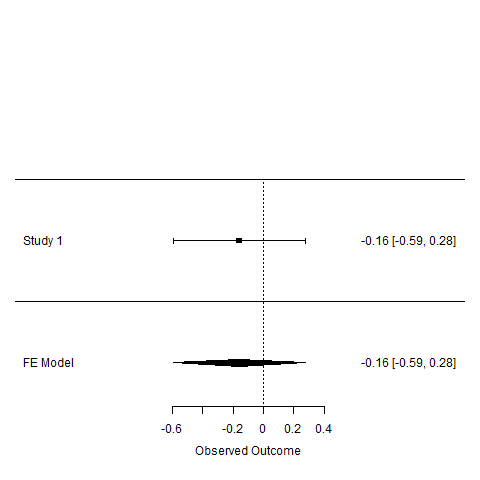 Study 1 -0.16 [-0.59, 0.28]
FE Model -0.16 [-0.59, 0.28]
-0.6 -0.2 0 0.2 0.4
Observed Outcome